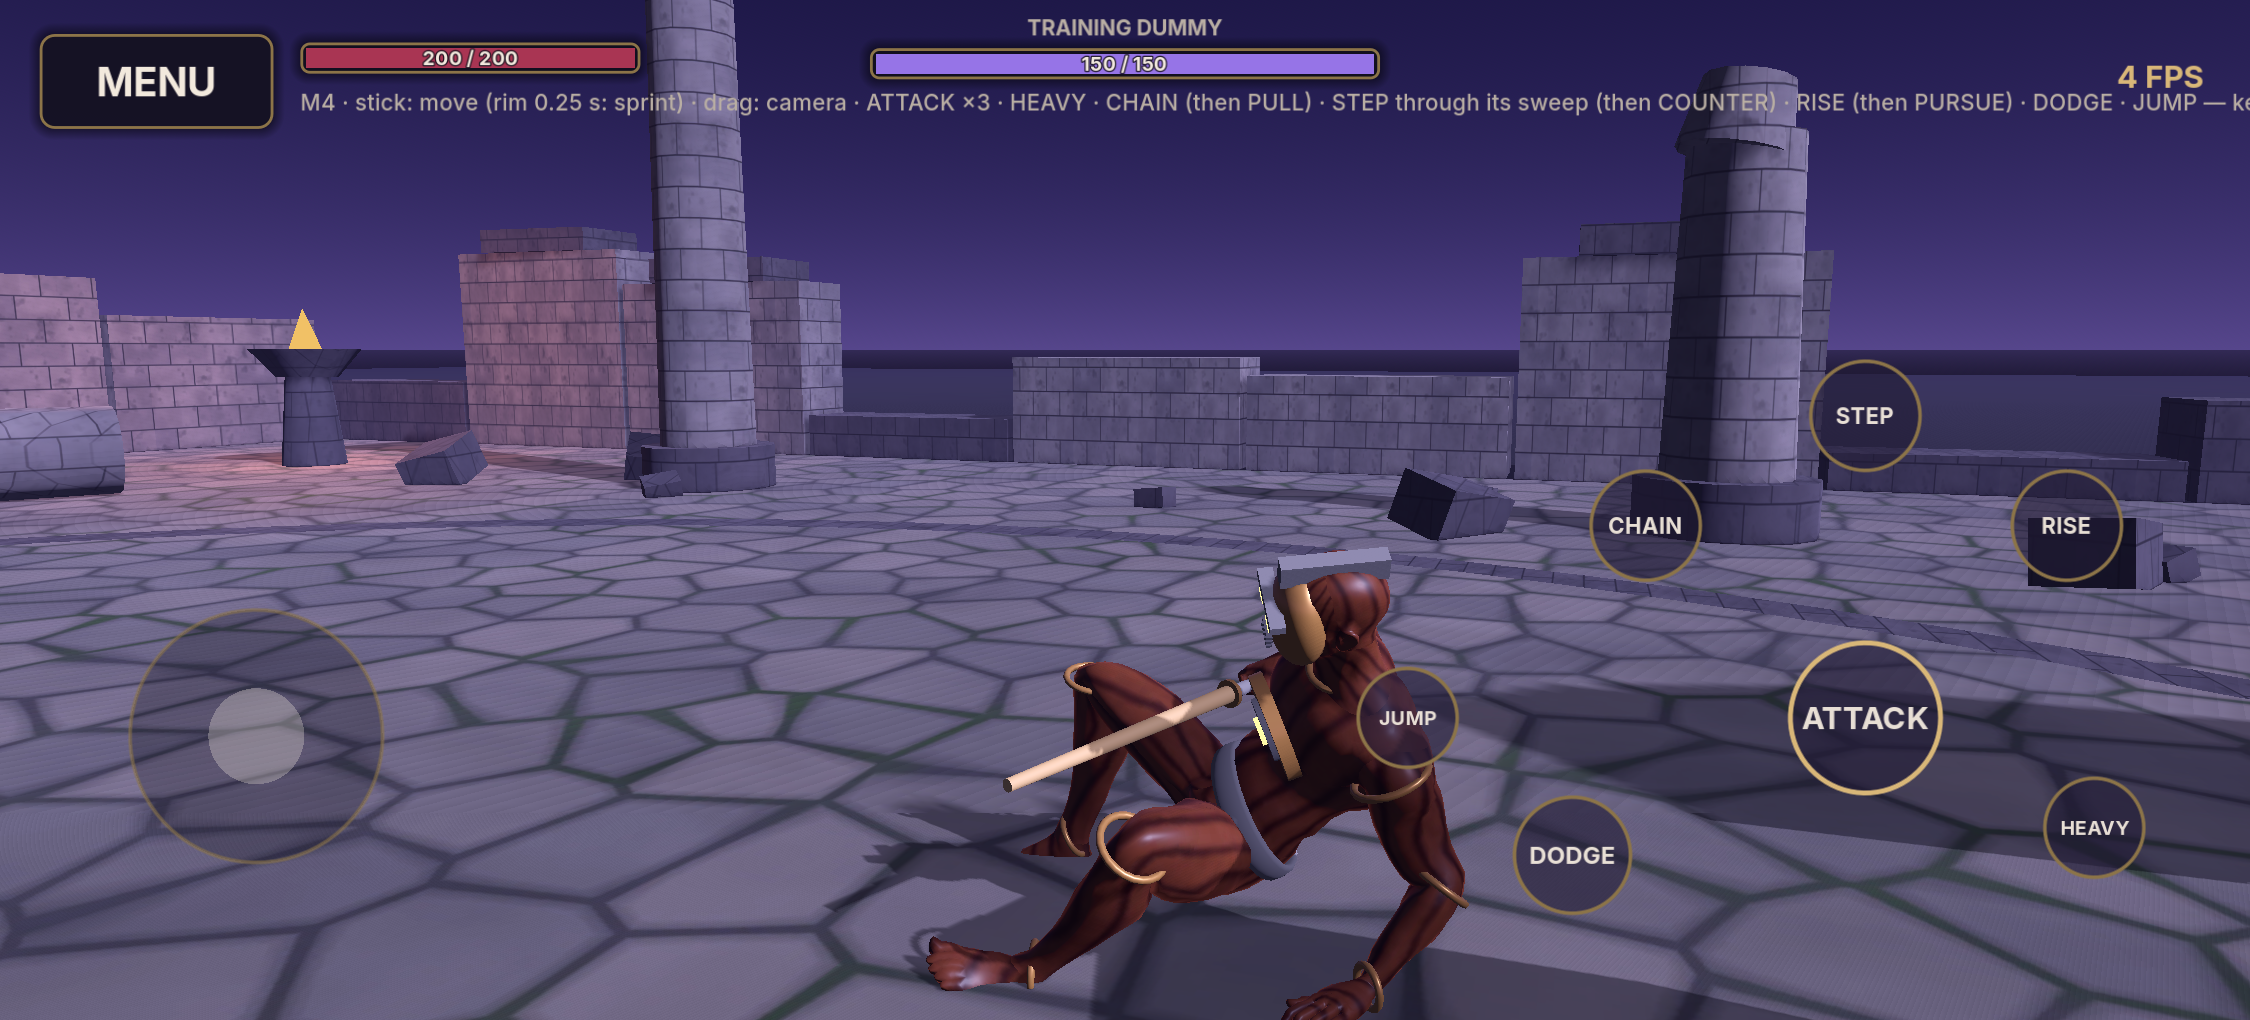 TRAINING DUMMY
MENU
200 / 200
150 / 150
4 FPS
M4 · stick: move (rim 0.25 s: sprint) · drag: camera · ATTACK ×3 · HEAVY · CHAIN (then PULL) · STEP through its sweep (then COUNTER) · RISE (then PURSUE) · DODGE · JUMP — ke
STEP
CHAIN
RISE
JUMP
ATTACK
HEAVY
DODGE